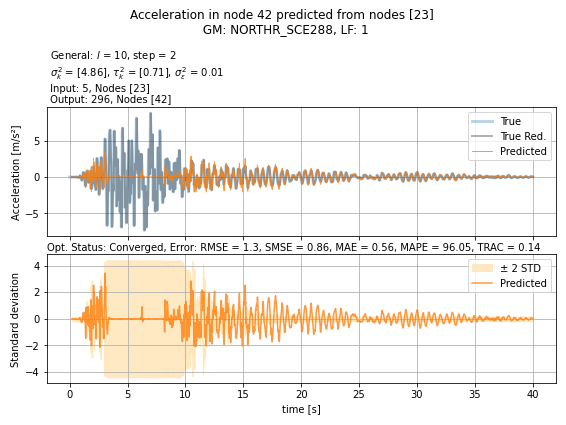 Acceleration in node 42 predicted from nodes [23]
GM: NORTHR_SCE288, LF: 1
General: l = 10, step = 2
σ²ₖ = [4.86], τ²ₖ = [0.71], σ²ε = 0.01
Input: 5, Nodes [23]
Output: 296, Nodes [42]
True
True Red.
Predicted
5
0
−5
Acceleration [m/s²]
Opt. Status: Converged, Error: RMSE = 1.3, SMSE = 0.86, MAE = 0.56, MAPE = 96.05, TRAC = 0.14
± 2 STD
Predicted
4
2
0
−2
−4
Standard deviation
0 5 10 15 20 25 30 35 40
time [s]